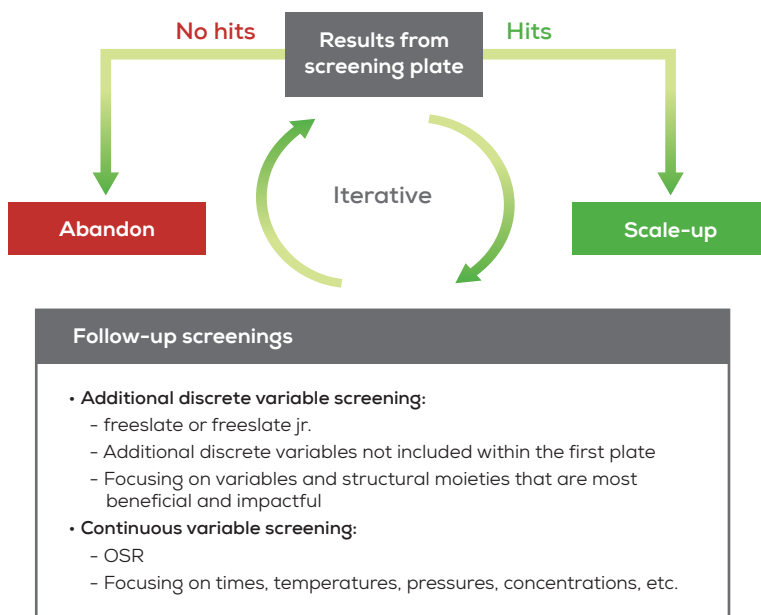 No hits
Results from
screening plate
Hits
Iterative
Abandon
Scale-up
Follow-up screenings
• Additional discrete variable screening:
- freeslate or freeslate jr.
- Additional discrete variables not included within the first plate
- Focusing on variables and structural moieties that are most
beneficial and impactful
• Continuous variable screening:
- OSR
- Focusing on times, temperatures, pressures, concentrations, etc.